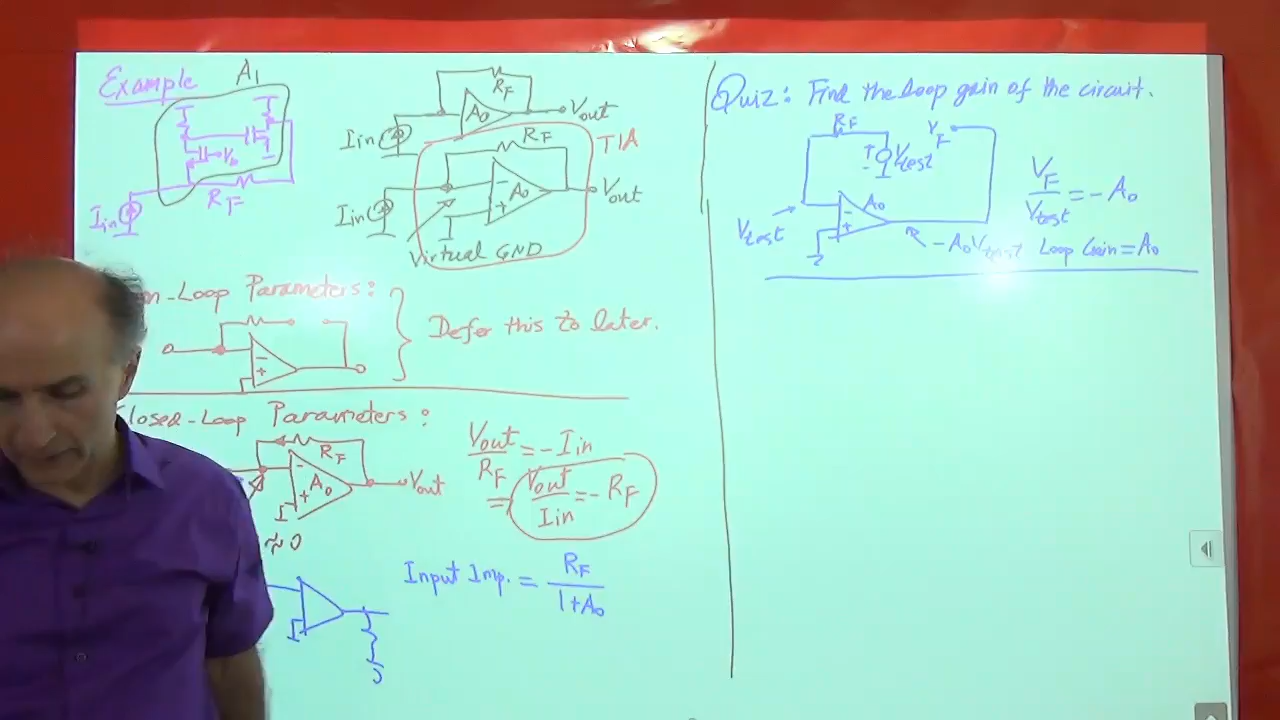 Example
A1
RF
A0
Vout
Iin
TIA
RF
A0
Vout
Iin
Virtual GND
RF
Iin
Vb
n-Loop Parameters:
Defer this to later.
losed-Loop Parameters:
RF
A0
Vout
≈ 0
Vout/RF = - Iin
⇒ Vout/Iin = - RF
Input Imp. = RF/1+A0
Quiz: Find the loop gain of the circuit.
RF
Vtest
VF
A0
Vtest
-A0Vtest
VF/Vtest = - A0
Loop Gain = A0